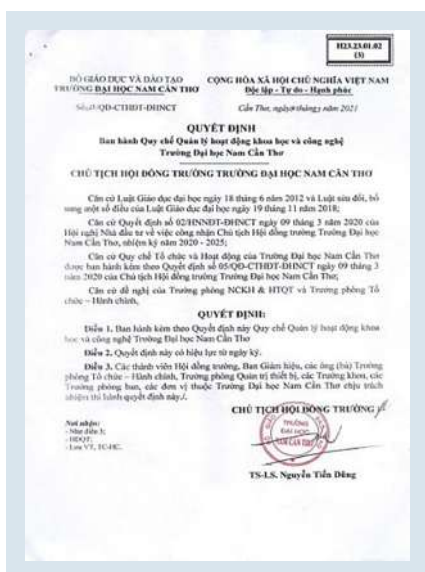 H23.23.01.02
(3)
BỘ GIÁO DỤC VÀ ĐÀO TẠO
TRƯỜNG ĐẠI HỌC NAM CẦN THƠ
CỘNG HÒA XÃ HỘI CHỦ NGHĨA VIỆT NAM
Độc lập - Tự do - Hạnh phúc
/QĐ-CTHĐT-ĐHNCT
Cần Thơ, ngày tháng năm 2021
QUYẾT ĐỊNH
Ban hành Quy chế Quản lý hoạt động khoa học và công nghệ
Trường Đại học Nam Cần Thơ
CHỦ TỊCH HỘI ĐỒNG TRƯỜNG TRƯỜNG ĐẠI HỌC NAM CẦN THƠ
Căn cứ Luật Giáo dục đại học ngày 18 tháng 6 năm 2012 và Luật sửa đổi, bổ
sung một số điều của Luật Giáo dục đại học ngày 19 tháng 11 năm 2018;
Căn cứ Quyết định số 02/HNNĐT-ĐHNCT ngày 09 tháng 3 năm 2020 của
Hội nghị Nhà đầu tư về việc công nhận Chủ tịch Hội đồng trường Trường Đại học
Nam Cần Thơ, nhiệm kỳ năm 2020 - 2025;
Căn cứ Quy chế Tổ chức và Hoạt động của Trường Đại học Nam Cần Thơ
được ban hành kèm theo Quyết định số 05/QĐ-CTHĐT-ĐHNCT ngày 09 tháng 3
năm 2020 của Chủ tịch Hội đồng trường Trường Đại học Nam Cần Thơ;
Căn cứ đề nghị của Trưởng phòng NCKH & HTQT và Trưởng phòng Tổ
chức – Hành chính,
QUYẾT ĐỊNH:
Điều 1. Ban hành kèm theo Quyết định này Quy chế Quản lý hoạt động khoa
học và công nghệ Trường Đại học Nam Cần Thơ
Điều 2. Quyết định này có hiệu lực từ ngày ký.
Điều 3. Các thành viên Hội đồng trường, Ban Giám hiệu, các ông (bà) Trưởng
phòng Tổ chức – Hành chính, Trưởng phòng Quản trị thiết bị, các Trưởng khoa, các
Trưởng phòng ban, các đơn vị thuộc Trường Đại học Nam Cần Thơ chịu trách
nhiệm thi hành quyết định này./.
CHỦ TỊCH HỘI ĐỒNG TRƯỜNG
Nơi nhận:
- Như điều 3;
- HĐQT;
- Lưu VT, TC-HC.
TRƯỜNG
ĐẠI HỌC
NAM CẦN THƠ
TS-LS. Nguyễn Tiến Dũng